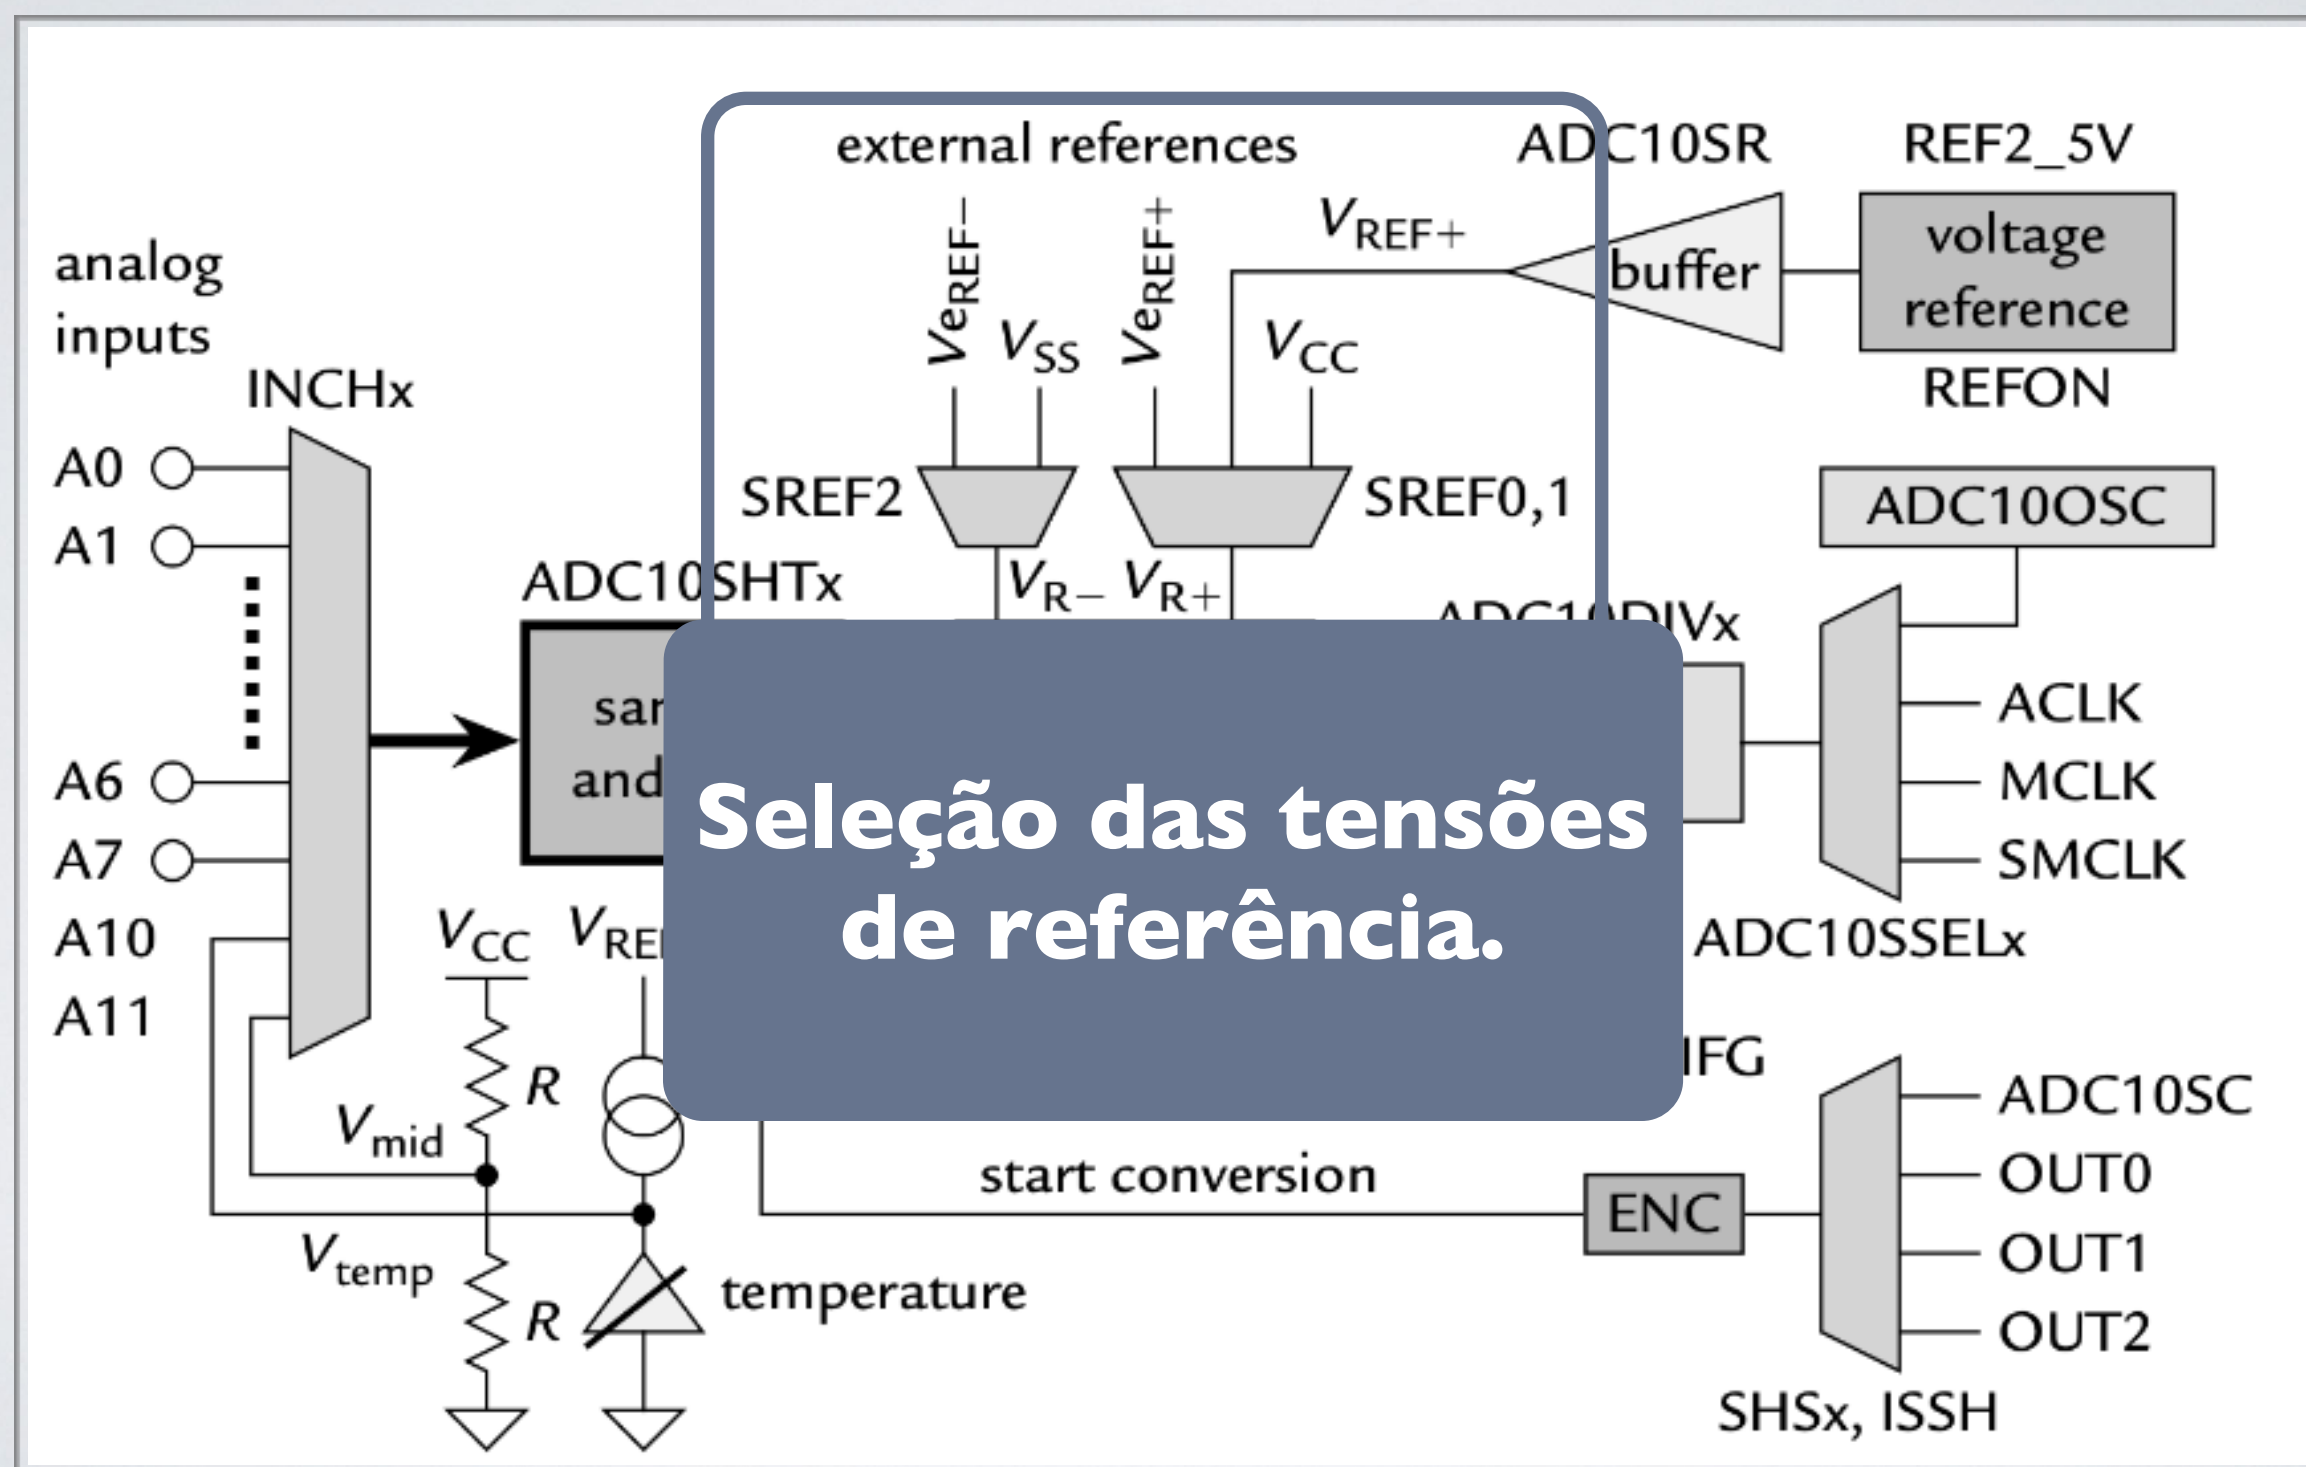 external references
ADC10SR
REF2_5V
VeREF−
VSS
VeREF+
VREF+
VCC
buffer
voltage
reference
REFON
analog
inputs
INCHx
A0
A1
A6
A7
A10
A11
SREF2
SREF0,1
VR−
VR+
ADC10SHTx
ADC10DIVx
ADC10OSC
ACLK
MCLK
SMCLK
ADC10SSELx
and
Seleção das tensões
de referência.
VCC
R
Vmid
Vtemp
R
temperature
start conversion
ENC
ADC10SC
OUT0
OUT1
OUT2
SHSx, ISSH